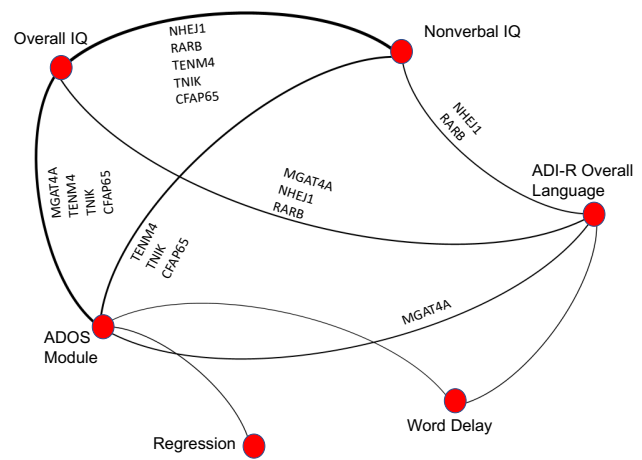 Overall IQ
Nonverbal IQ
NHEJ1
RARB
TENM4
TNIK
CFAP65
NHEJ1
RARB
ADI-R Overall
Language
MGAT4A
TENM4
TNIK
CFAP65
MGAT4A
NHEJ1
RARB
TENM4
TNIK
CFAP65
MGAT4A
ADOS
Module
Word Delay
Regression